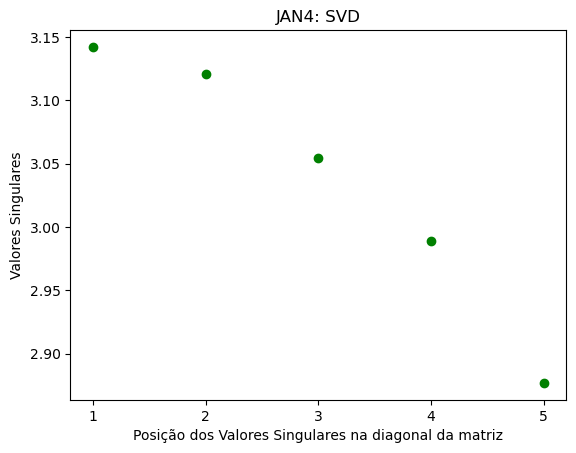 JAN4: SVD
Valores Singulares
3.15
3.10
3.05
3.00
2.95
2.90
1 2 3 4 5
Posição dos Valores Singulares na diagonal da matriz